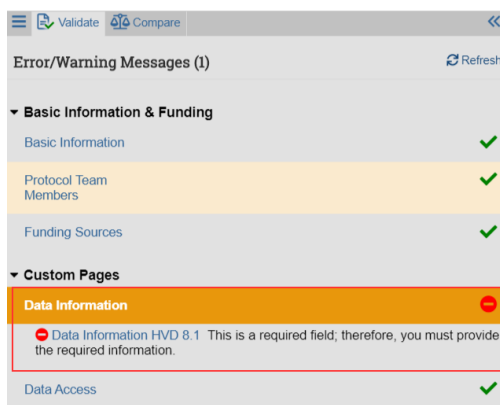 Validate Compare
Error/Warning Messages (1)
Refresh
Basic Information & Funding
Basic Information
Protocol Team
Members
Funding Sources
Custom Pages
Data Information
Data Information HVD 8.1 This is a required field; therefore, you must provide
the required information.
Data Access